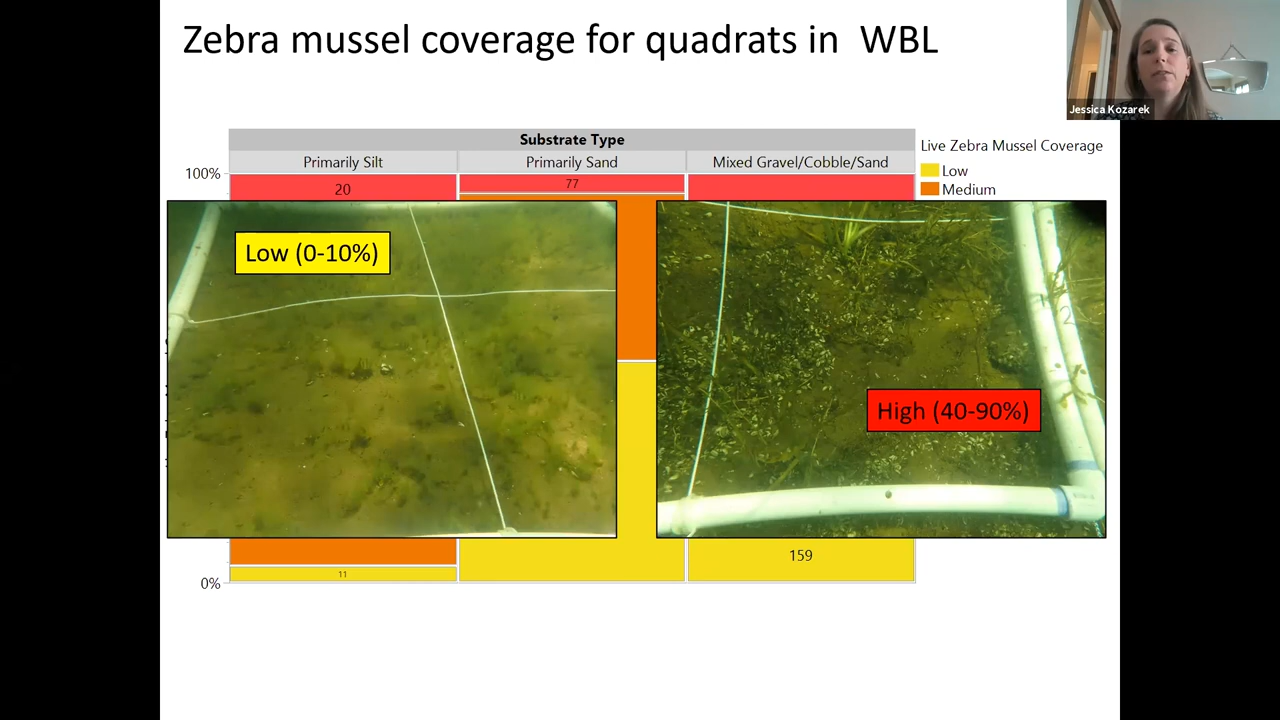 Zebra mussel coverage for quadrats in WBL
Jessica Kozarek
Substrate Type
Primarily Silt
Primarily Sand
Mixed Gravel/Cobble/Sand
Live Zebra Mussel Coverage
Low
Medium
100%
20
77
Low (0-10%)
High (40-90%)
159
11
0%